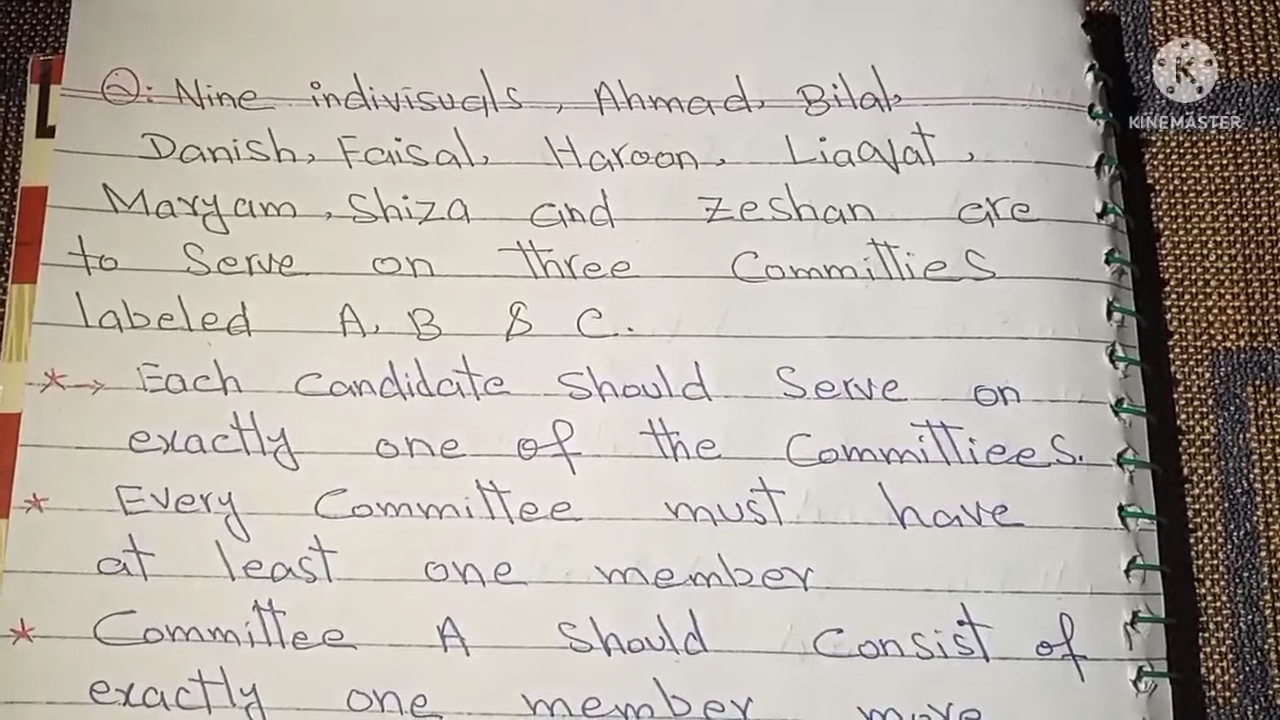 Q: Nine indivisuals, Ahmad, Bilal,
Danish, Faisal, Haroon, Liaqat,
Maryam, Shiza and Zeshan are
to Serve on three Committies
labeled A, B & C.
* → Each Candidate Should Serve on
exactly one of the Committiees.
* Every Committee must have
at least one member
* Committee A Should Consist of
exactly one member more
K
KINEMASTER